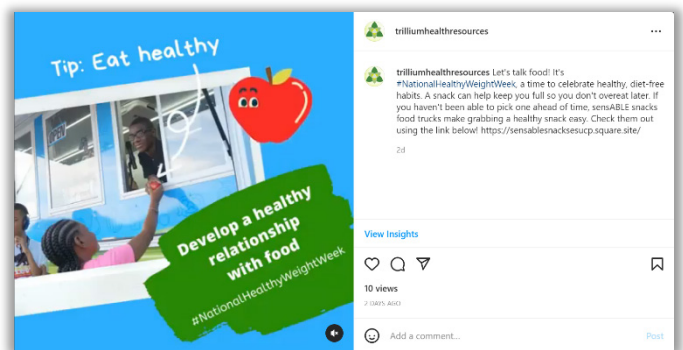 Tip: Eat healthy
OPEN
Develop a healthy
relationship
with food
#NationalHealthyWeightWeek
trilliumhealthresources
trilliumhealthresources Let's talk food! It's
#NationalHealthyWeightWeek, a time to celebrate healthy, diet-free
habits. A snack can help keep you full so you don't overeat later. If
you haven't been able to pick one ahead of time, sensABLE snacks
food trucks make grabbing a healthy snack easy. Check them out
using the link below! https://sensablesnacksesucp.square.site/
2d
View Insights
10 views
2 DAYS AGO
Add a comment...
Post